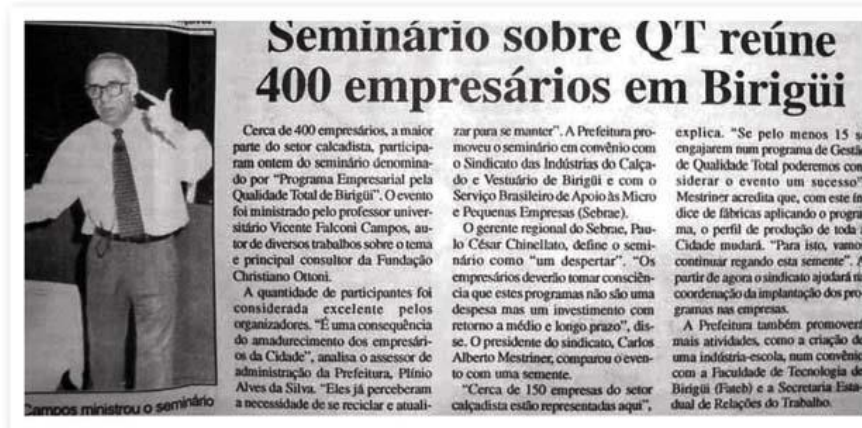 Seminário sobre QT reúne
400 empresários em Birigüi
Cerca de 400 empresários, a maior
parte do setor calcadista, participa-
ram ontem do seminário denomina-
do por "Programa Empresarial pela
Qualidade Total de Birigüi". O evento
foi ministrado pelo professor univer-
sitário Vicente Falconi Campos, au-
tor de diversos trabalhos sobre o tema
e principal consultor da Fundação
Christiano Ottoni.
A quantidade de participantes foi
considerada excelente pelos
organizadores. "É uma consequência
do amadurecimento dos empresári-
os da Cidade", analisa o assessor de
administração da Prefeitura, Plínio
Alves da Silva. "Eles já perceberam
a necessidade de se reciclar e atuali-
zar para se manter". A Prefeitura pro-
moveu o seminário em convênio com
o Sindicato das Indústrias do Calça-
do e Vestuário de Birigüi e com o
Serviço Brasileiro de Apoio às Micro
e Pequenas Empresas (Sebrae).
O gerente regional do Sebrae, Pau-
lo César Chinellato, define o semi-
nário como "um despertar". "Os
empresários deverão tomar consciên-
cia que estes programas não são uma
despesa mas um investimento com
retorno a médio e longo prazo", dis-
se. O presidente do sindicato, Carlos
Alberto Mestriner, comparou o even-
to com uma semente.
"Cerca de 150 empresas do setor
calçadista estão representadas aqui",
explica. "Se pelo menos 15 s
engajarem num programa de Gestã
de Qualidade Total poderemos con
siderar o evento um sucesso"
Mestriner acredita que, com este ín
dice de fábricas aplicando o progra
ma, o perfil de produção de toda
Cidade mudará. "Para isto, vamo
continuar regando esta semente". A
partir de agora o sindicato ajudará na
coordenação da implantação dos pro
gramas nas empresas.
A Prefeitura também promoverá
mais atividades, como a criação de
uma indústria-escola, num convênio
com a Faculdade de Tecnologia de
Birigüi (Fateb) e a Secretaria Esta-
dual de Relações do Trabalho.
Campos ministrou o seminário